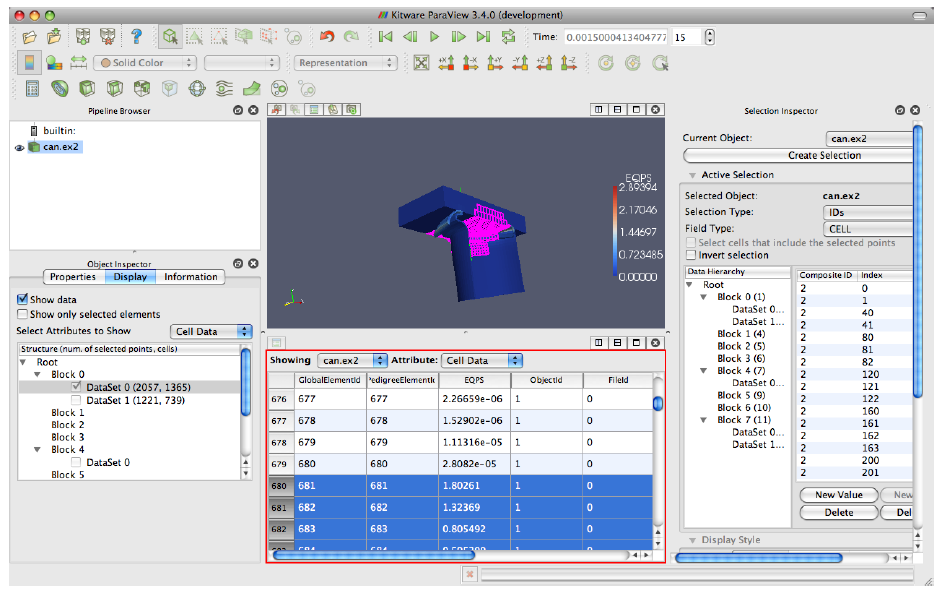 Kitware ParaView 3.4.0 (development)
Time: 0.0015000413404777 15
Solid Color Representation
+X -X +Y -Y +Z -Z
Pipeline Browser
builtin:
can.ex2
Object Inspector
Properties Display Information
Show data
Show only selected elements
Select Attributes to Show Cell Data
Structure (num. of selected points, cells)
Root
Block 0
DataSet 0 (2057, 1365)
DataSet 1 (1221, 739)
Block 1
Block 2
Block 3
Block 4
DataSet 0
Block 5
EQPS
2.89394
2.17046
1.44697
0.723485
0.00000
Showing can.ex2 Attribute: Cell Data
GlobalElementId PedigreeElementId EQPS ObjectId FileId
676 677 677 2.26659e-06 1 0
677 678 678 1.52902e-06 1 0
678 679 679 1.11316e-05 1 0
679 680 680 2.8082e-05 1 0
680 681 681 1.80261 1 0
681 682 682 1.32369 1 0
682 683 683 0.805492 1 0
683 684 684 1 0
Selection Inspector
Current Object: can.ex2
Create Selection
Active Selection
Selected Object: can.ex2
Selection Type: IDs
Field Type: CELL
Select cells that include the selected points
Invert selection
Data Hierarchy
Root
Block 0 (1)
DataSet 0...
DataSet 1...
Block 1 (4)
Block 2 (5)
Block 3 (6)
Block 4 (7)
DataSet 0...
Block 5 (9)
Block 6 (10)
Block 7 (11)
DataSet 0...
DataSet 1...
Composite ID Index
2 0
2 1
2 40
2 41
2 80
2 81
2 82
2 120
2 121
2 122
2 160
2 161
2 162
2 163
2 200
2 201
New Value New
Delete Del
Display Style